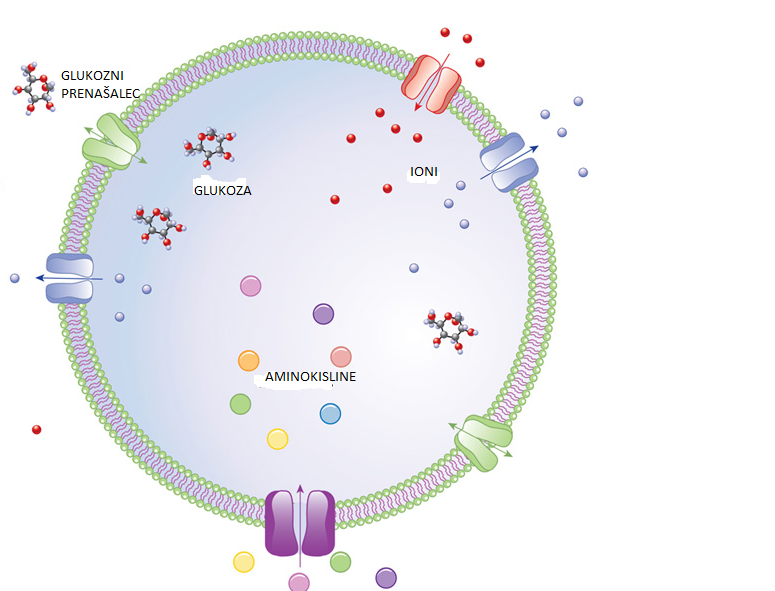 GLUKOZNI
PRENAŠALEC
GLUKOZA
IONI
AMINOKISLINE